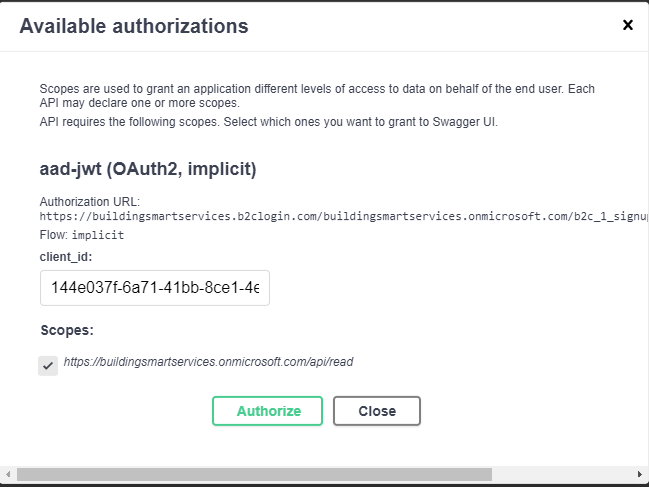 Available authorizations
Scopes are used to grant an application different levels of access to data on behalf of the end user. Each
API may declare one or more scopes.
API requires the following scopes. Select which ones you want to grant to Swagger UI.
aad-jwt (OAuth2, implicit)
Authorization URL:
https://buildingsmartservices.b2clogin.com/buildingsmartservices.onmicrosoft.com/b2c_1_signup
Flow: implicit
client_id:
144e037f-6a71-41bb-8ce1-4e
Scopes:
https://buildingsmartservices.onmicrosoft.com/api/read
Authorize Close